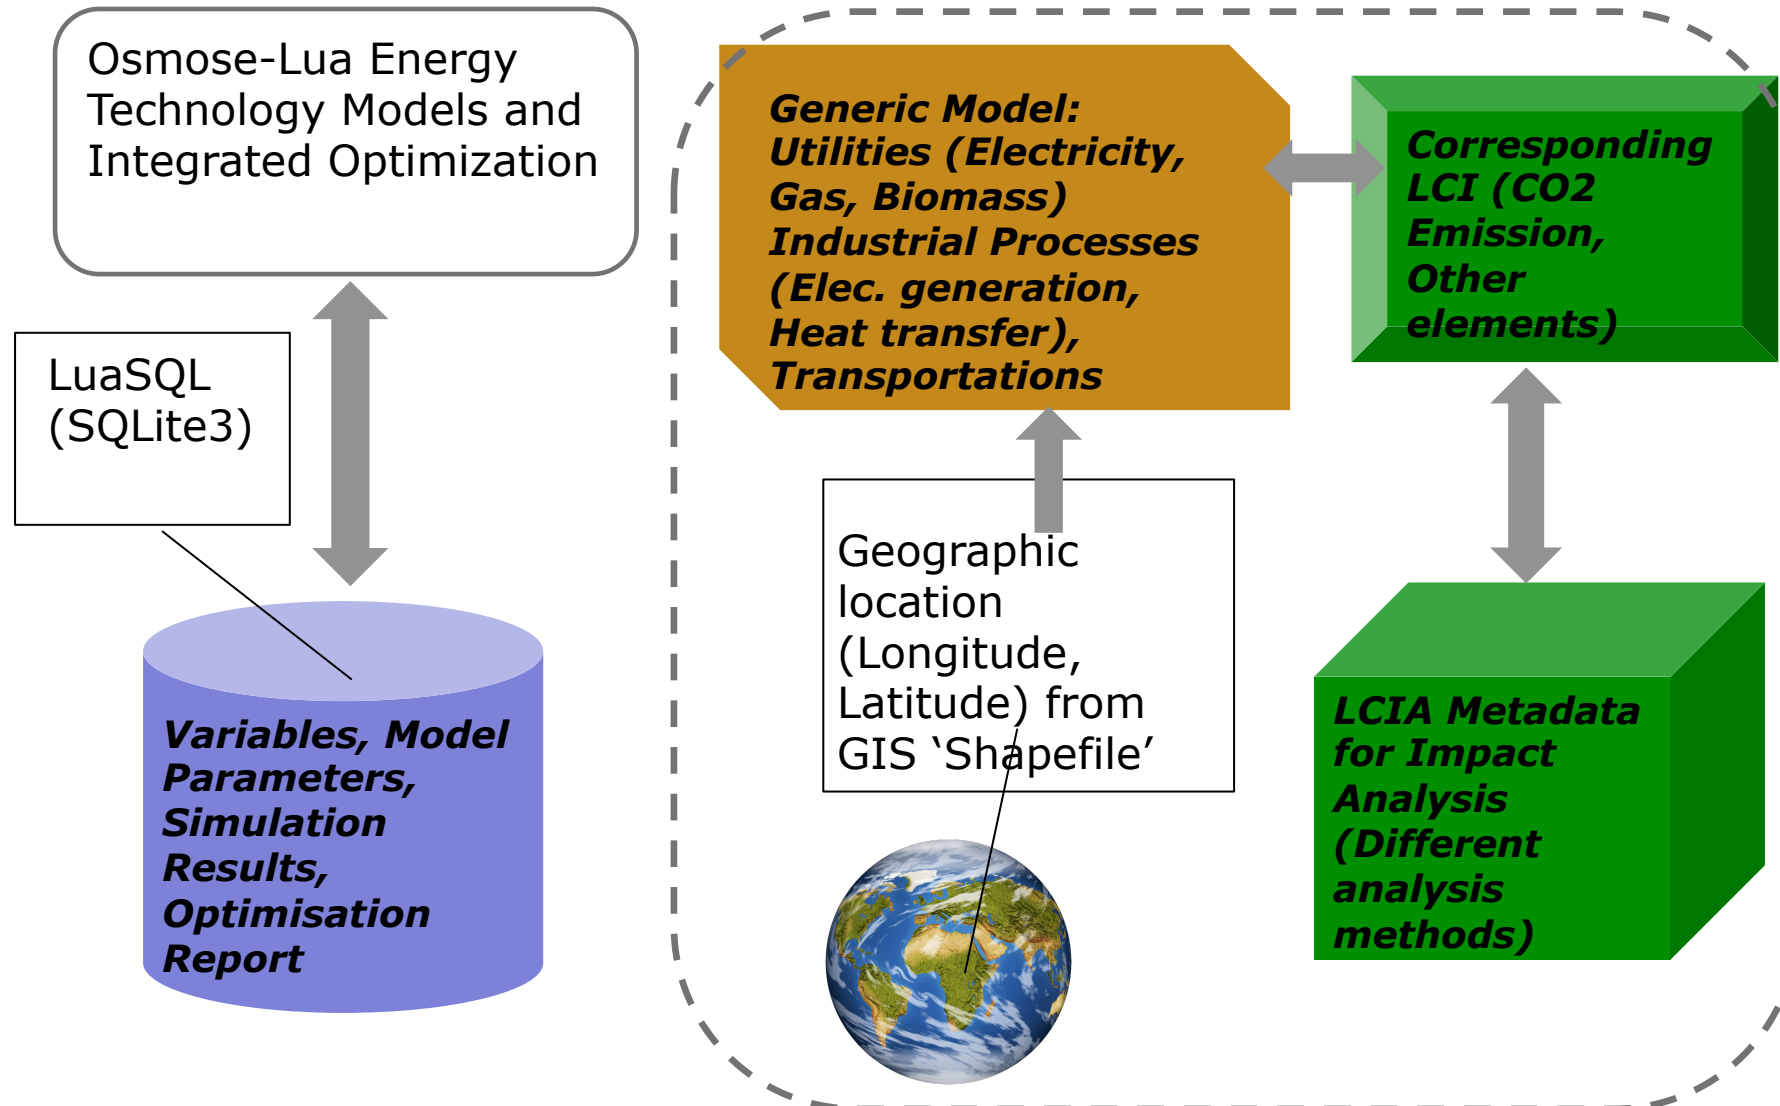 Osmose-Lua Energy
Technology Models and
Integrated Optimization
LuaSQL
(SQLite3)
Variables, Model
Parameters,
Simulation
Results,
Optimisation
Report
Generic Model:
Utilities (Electricity,
Gas, Biomass)
Industrial Processes
(Elec. generation,
Heat transfer),
Transportations
Corresponding
LCI (CO2
Emission,
Other
elements)
Geographic
location
(Longitude,
Latitude) from
GIS ‘Shapefile’
LCIA Metadata
for Impact
Analysis
(Different
analysis
methods)